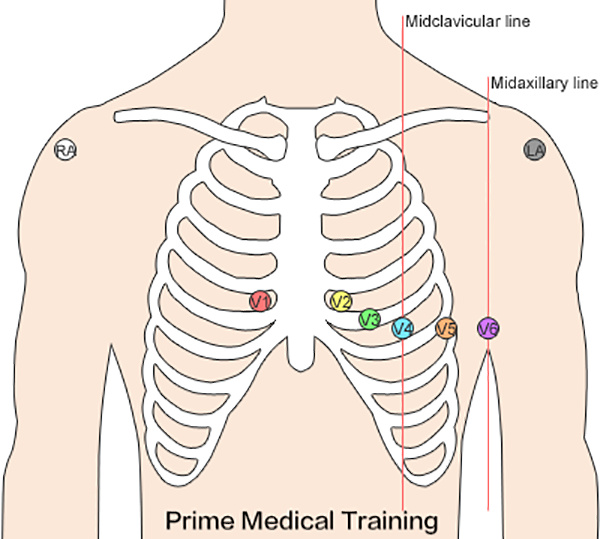 Midclavicular line
Midaxillary line
RA
LA
V1
V2
V3
V4
V5
V6
Prime Medical Training